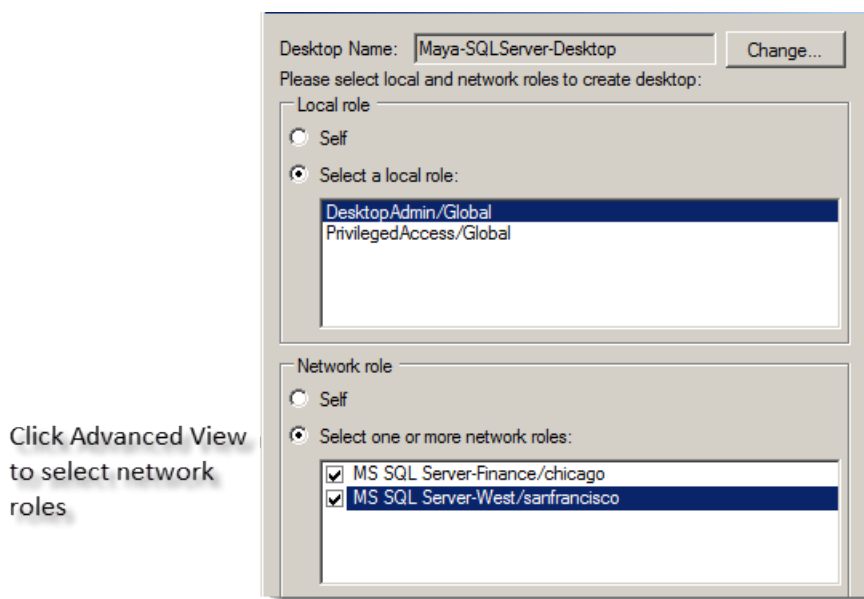 Desktop Name: Maya-SQLServer-Desktop Change...
Please select local and network roles to create desktop:
Local role
Self
Select a local role:
DesktopAdmin/Global
PrivilegedAccess/Global
Network role
Self
Click Advanced View
to select network
roles
Select one or more network roles:
MS SQL Server-Finance/chicago
MS SQL Server-West/sanfrancisco